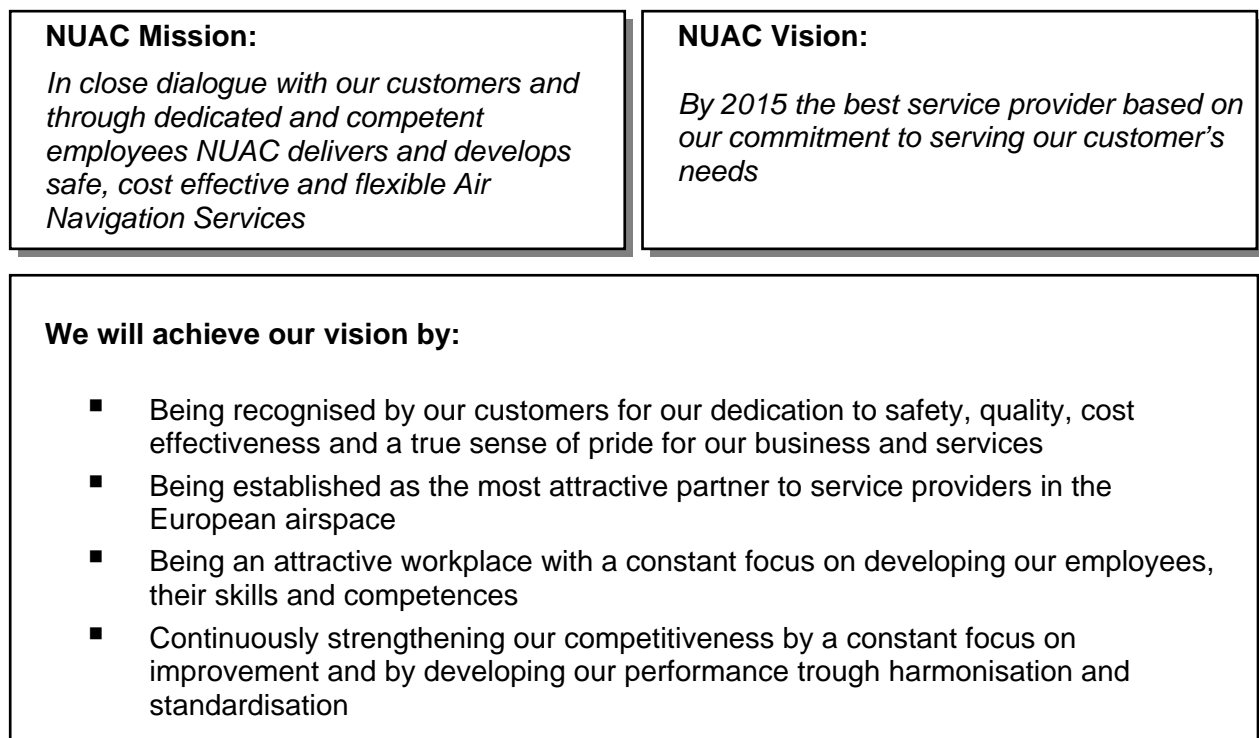 NUAC Mission:
In close dialogue with our customers and
through dedicated and competent
employees NUAC delivers and develops
safe, cost effective and flexible Air
Navigation Services
NUAC Vision:
By 2015 the best service provider based on
our commitment to serving our customer’s
needs
We will achieve our vision by:
▪ Being recognised by our customers for our dedication to safety, quality, cost
effectiveness and a true sense of pride for our business and services
▪ Being established as the most attractive partner to service providers in the
European airspace
▪ Being an attractive workplace with a constant focus on developing our employees,
their skills and competences
▪ Continuously strengthening our competitiveness by a constant focus on
improvement and by developing our performance trough harmonisation and
standardisation